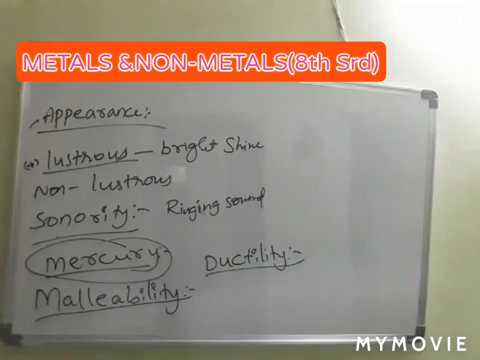 METALS &NON-METALS(8th Srd)
Appearance:-
Lustrous - bright Shine
Non- lustrous
Sonority:- Ringing sound
Mercury:-
Ductility:-
Malleability:-
MYMOVIE